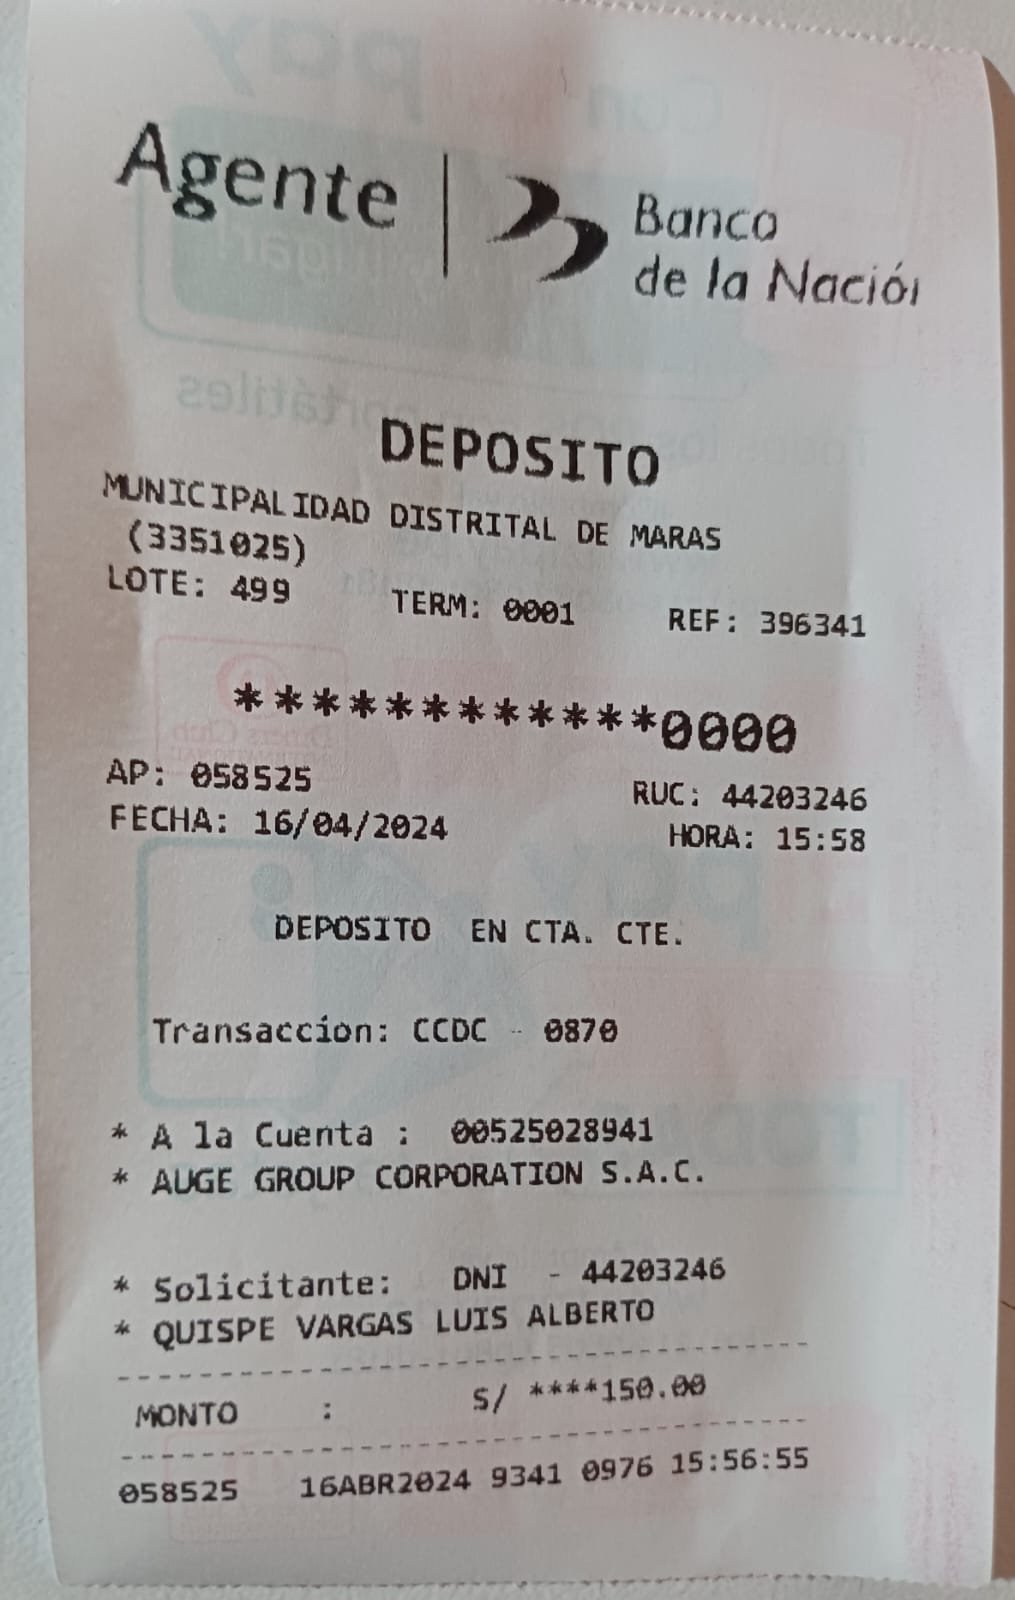 Agente | Banco
de la Nación
DEPOSITO
MUNICIPALIDAD DISTRITAL DE MARAS
(3351025)
LOTE: 499 TERM: 0001 REF: 396341
************0000
AP: 058525 RUC: 44203246
FECHA: 16/04/2024 HORA: 15:58
DEPOSITO EN CTA. CTE.
Transaccion: CCDC - 0870
* A la Cuenta : 00525028941
* AUGE GROUP CORPORATION S.A.C.
* Solicitante: DNI - 44203246
* QUISPE VARGAS LUIS ALBERTO
MONTO : S/ ****150.00
058525 16ABR2024 9341 0976 15:56:55